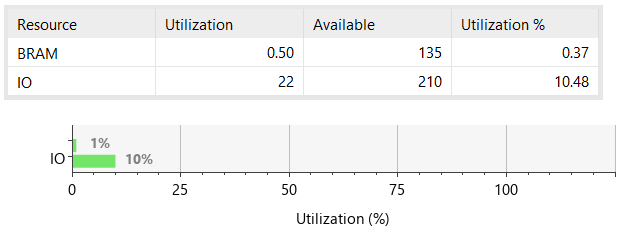 Resource Utilization Available Utilization %
BRAM 0.50 135 0.37
IO 22 210 10.48
1%
IO 10%
0 25 50 75 100
Utilization (%)